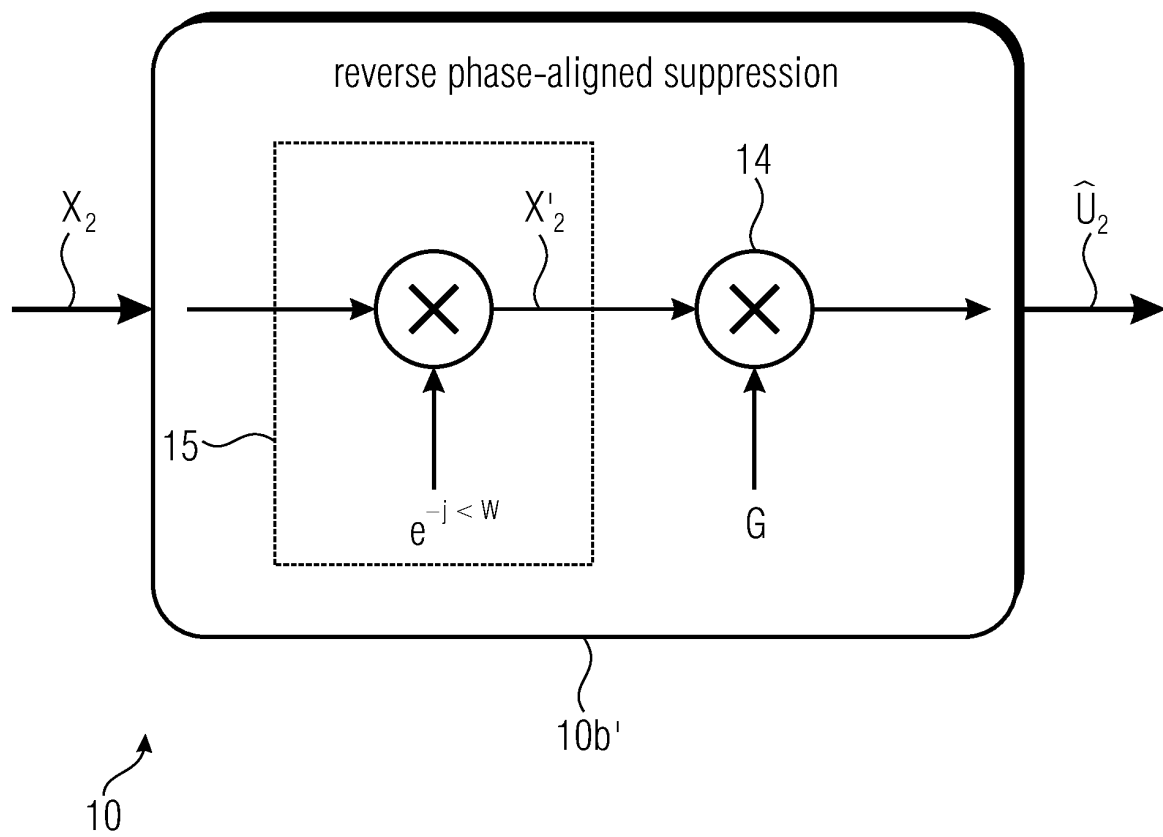 reverse phase-aligned suppression
14
X₂
X'₂
Û₂
15
e^{-j < W}
G
10b'
10